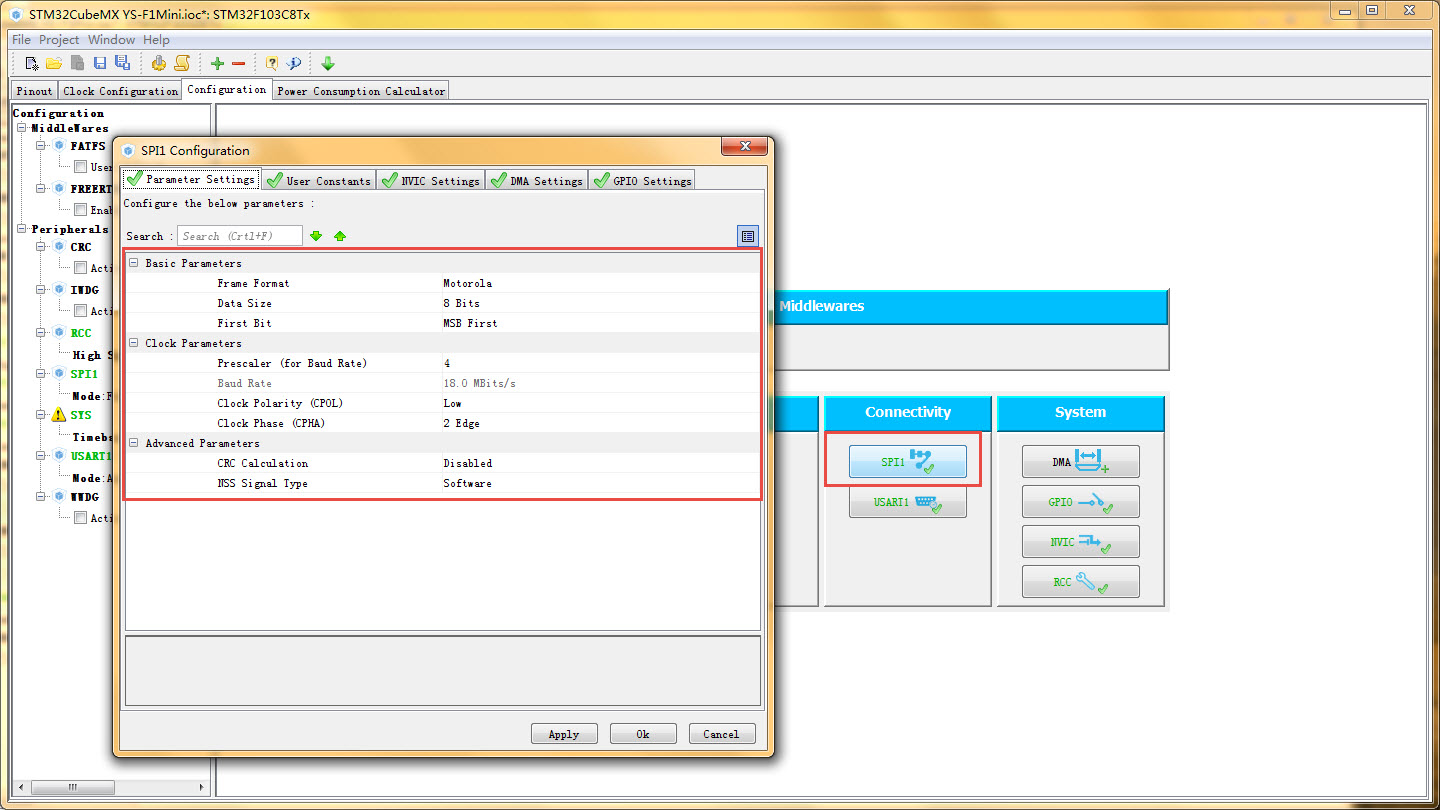 STM32CubeMX YS-F1Mini.ioc*: STM32F103C8Tx
File Project Window Help
Pinout Clock Configuration Configuration Power Consumption Calculator
Configuration
MiddleWares
FATFS
User
FREERT
Enab
Peripherals
CRC
Acti
IWDG
Acti
RCC
High S
SPI1
Mode:F
SYS
Timeba
USART1
Mode:A
WWDG
Acti
SPI1 Configuration
Parameter Settings User Constants NVIC Settings DMA Settings GPIO Settings
Configure the below parameters :
Search : Search (Crtl+F)
Basic Parameters
Frame Format Motorola
Data Size 8 Bits
First Bit MSB First
Clock Parameters
Prescaler (for Baud Rate) 4
Baud Rate 18.0 MBits/s
Clock Polarity (CPOL) Low
Clock Phase (CPHA) 2 Edge
Advanced Parameters
CRC Calculation Disabled
NSS Signal Type Software
Apply Ok Cancel
Middlewares
Connectivity
SPI1
USART1
System
DMA
GPIO
NVIC
RCC